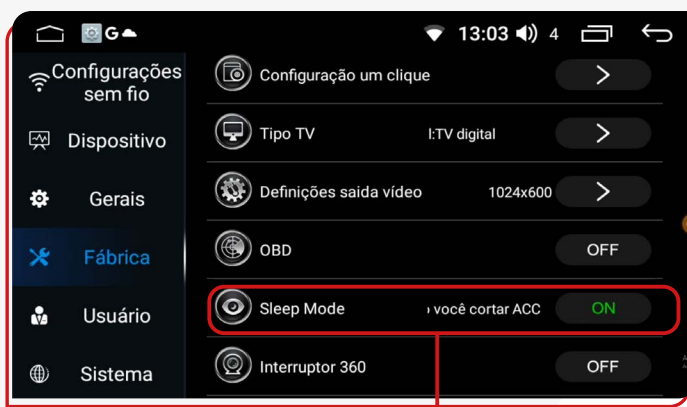 G 13:03 4
Configurações
sem fio
Dispositivo
Gerais
Fábrica
Usuário
Sistema
Configuração um clique
Tipo TV l:TV digital
Definições saida vídeo 1024x600
OBD OFF
Sleep Mode você cortar ACC ON
Interruptor 360 OFF